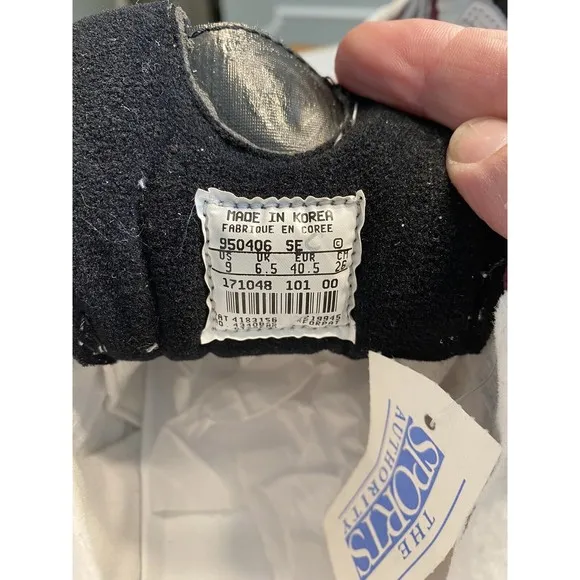 MADE IN KOREA
FABRIQUE EN COREE
950406 SE ©
US UK EUR CM
9 6.5 40.5 26
171048 101 00
4183156
THE
SPORTS
AUTHORITY